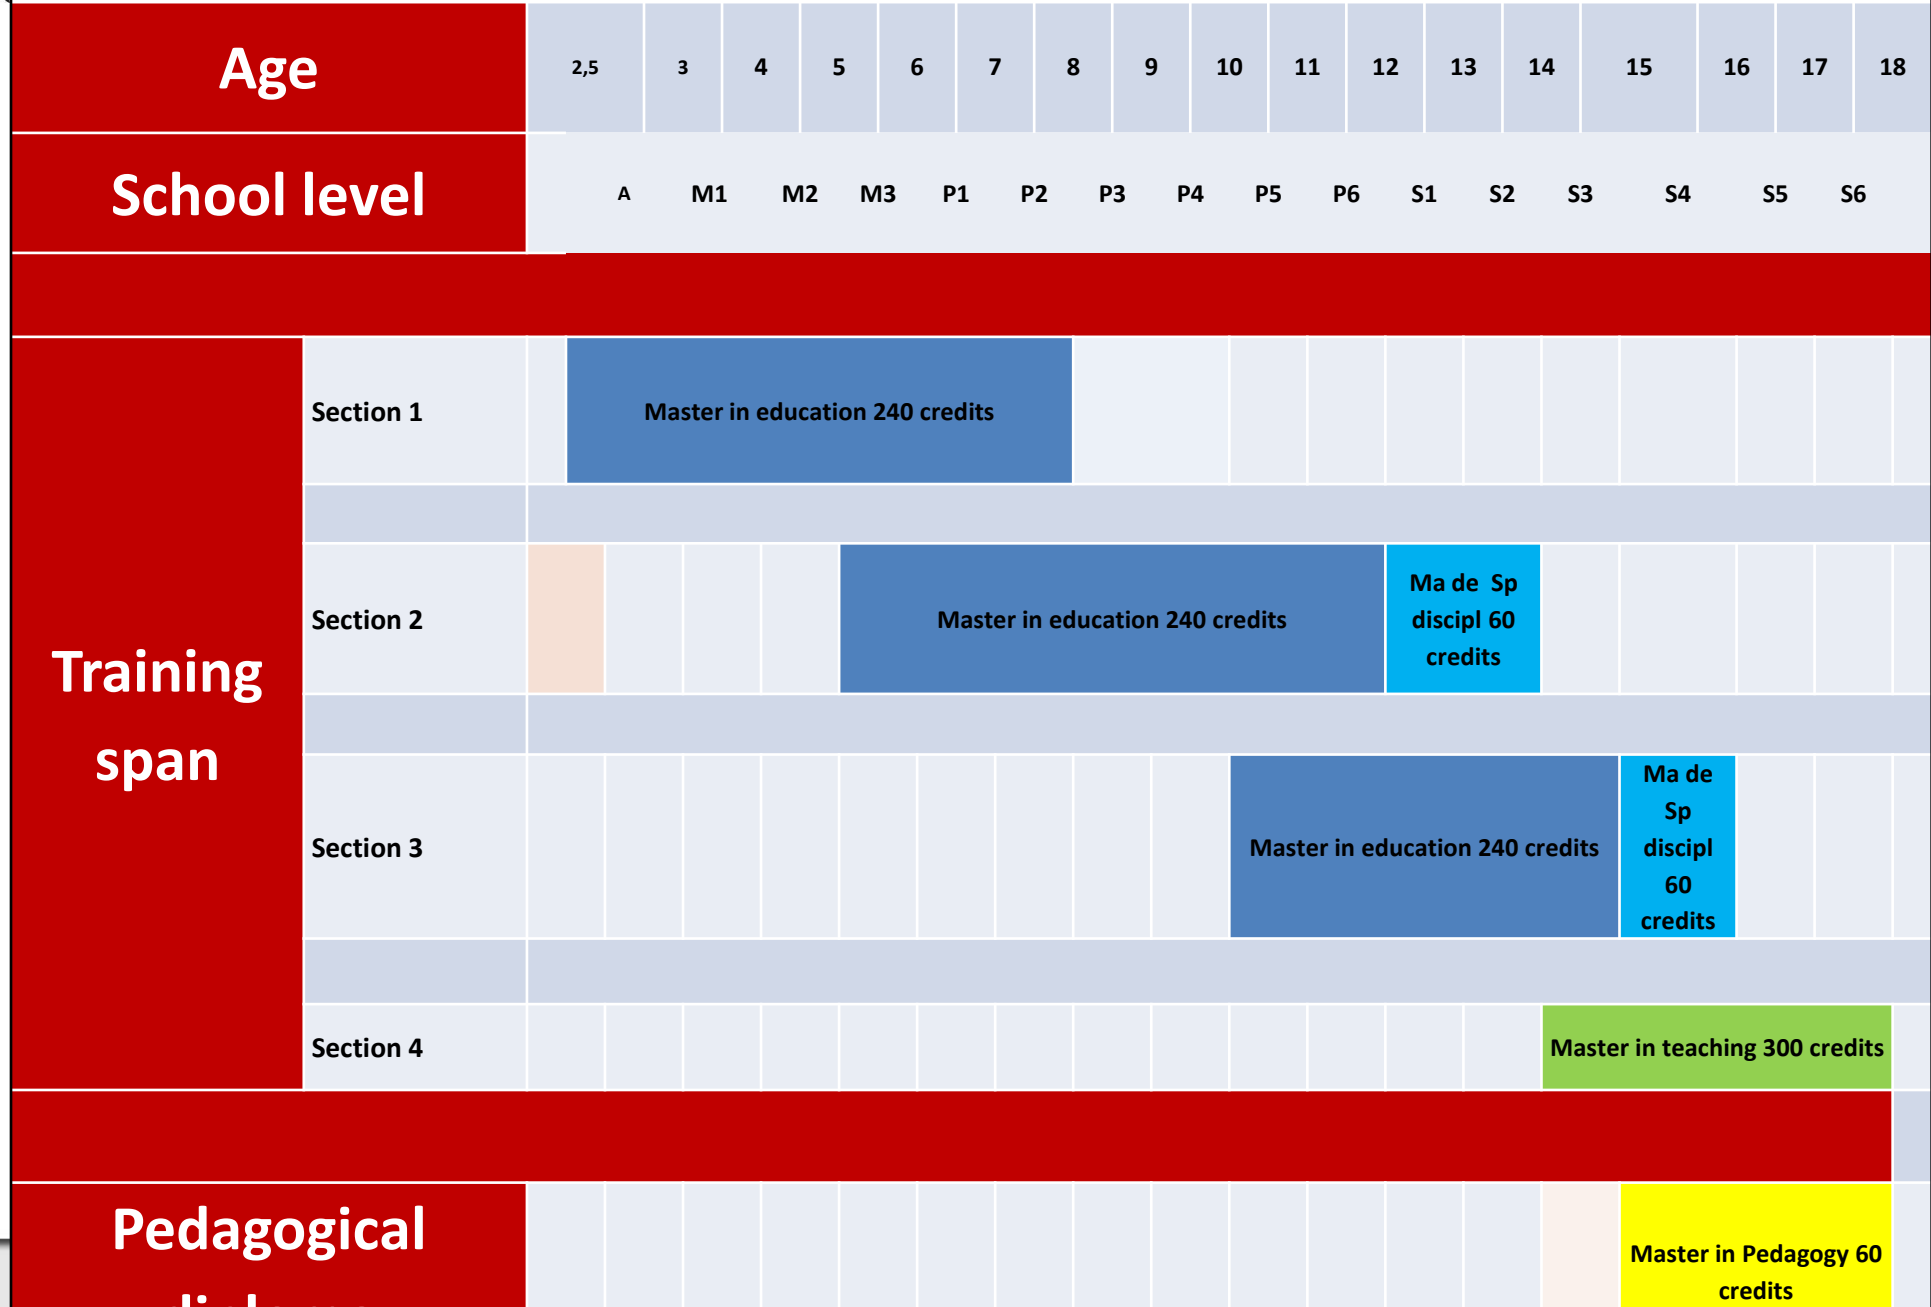 Age 2,5 3 4 5 6 7 8 9 10 11 12 13 14 15 16 17 18
School level A M1 M2 M3 P1 P2 P3 P4 P5 P6 S1 S2 S3 S4 S5 S6
Training
span
Section 1
Master in education 240 credits
Section 2
Master in education 240 credits
Ma de Sp
discipl 60
credits
Section 3
Master in education 240 credits
Ma de
Sp
discipl
60
credits
Section 4
Master in teaching 300 credits
Pedagogical
Master in Pedagogy 60
credits